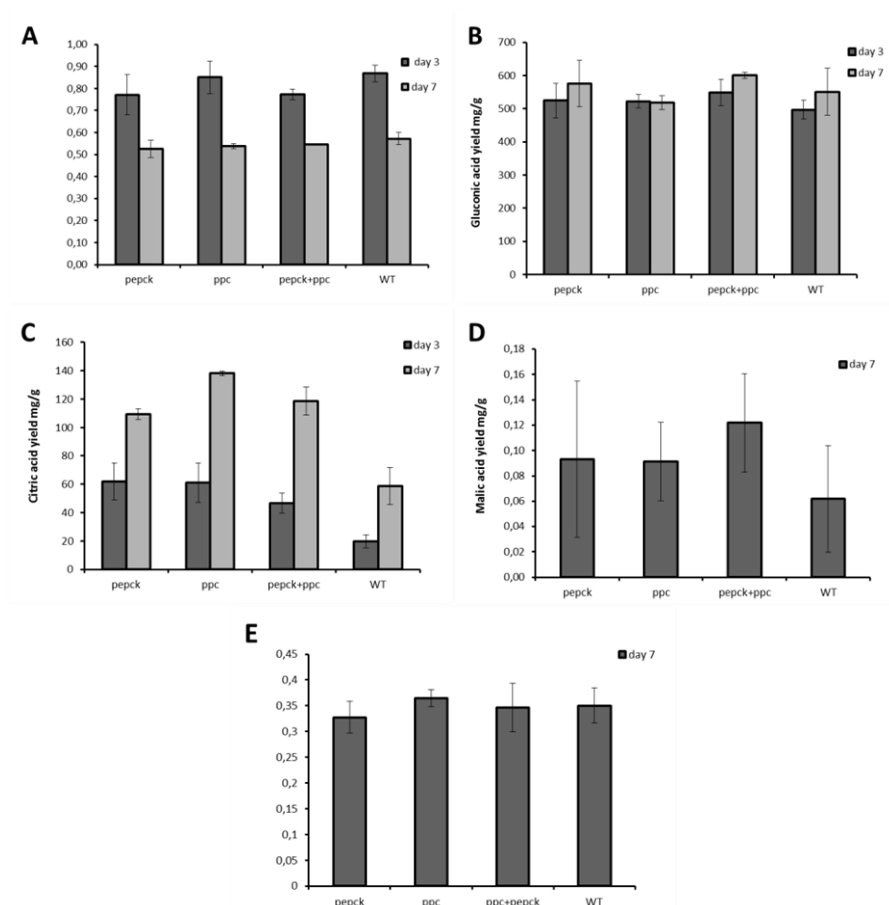 A
1,00
0,90
0,80
0,70
0,60
0,50
0,40
0,30
0,20
0,10
0,00
day 3
day 7
pepck ppc pepck+ppc WT
B
Gluconic acid yield mg/g
700
600
500
400
300
200
100
0
day 3
day 7
pepck ppc pepck+ppc WT
C
Citric acid yield mg/g
160
140
120
100
80
60
40
20
0
day 3
day 7
pepck ppc pepck+ppc WT
D
Malic acid yield mg/g
0,18
0,16
0,14
0,12
0,10
0,08
0,06
0,04
0,02
0,00
day 7
pepck ppc pepck+ppc WT
E
0,45
0,4
0,35
0,3
0,25
0,2
0,15
0,1
0,05
0
day 7
pepck ppc ppc+pepck WT